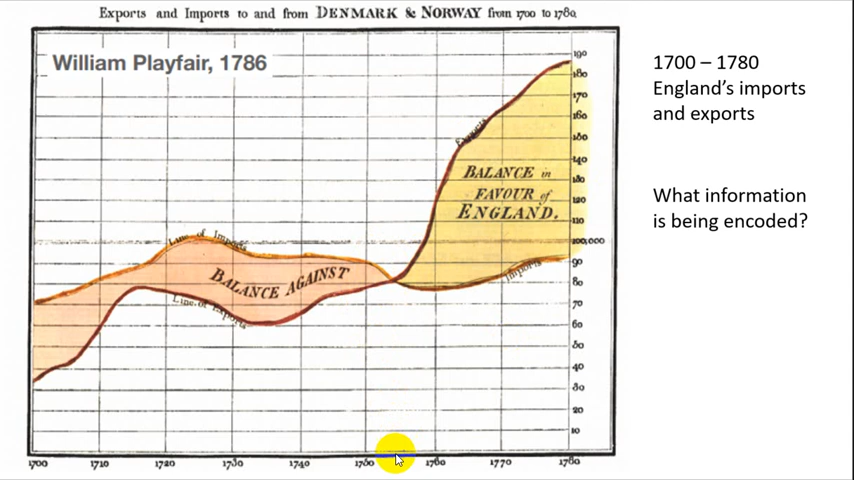 Exports and Imports to and from DENMARK & NORWAY from 1700 to 1780.
William Playfair, 1786
190
180
170
160
150
140
130
120
110
100,000
90
80
70
60
50
40
30
20
10
Exports
BALANCE in
FAVOUR of
ENGLAND.
Line of Imports
BALANCE AGAINST
Line of Exports
Imports
1700 1710 1720 1730 1740 1750 1760 1770 1780
1700 – 1780
England's imports
and exports
What information
is being encoded?